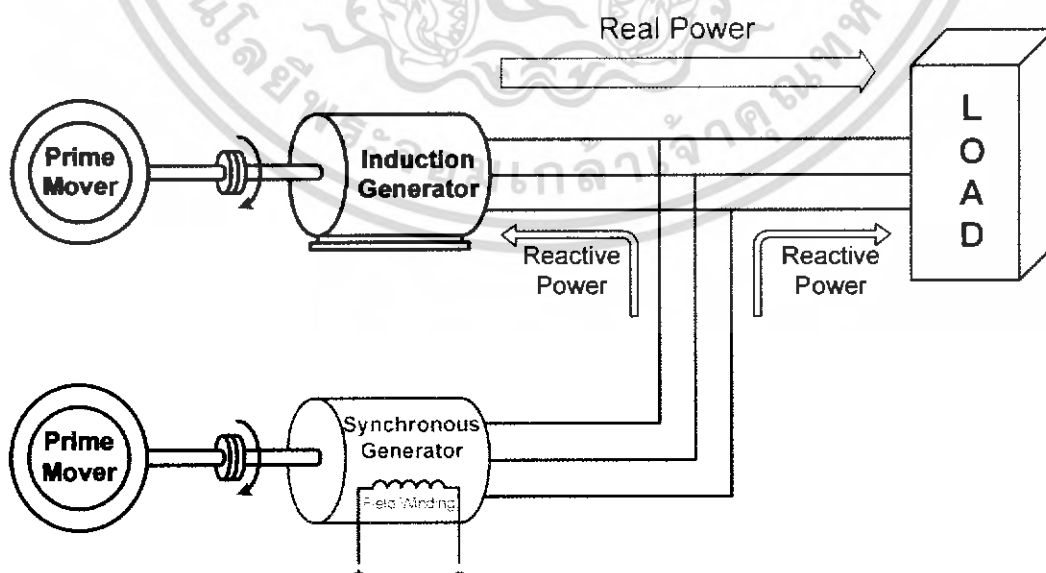 Real Power
Prime
Mover
Induction
Generator
L
O
A
D
Reactive
Power
Reactive
Power
Prime
Mover
Synchronous
Generator
Field Winding